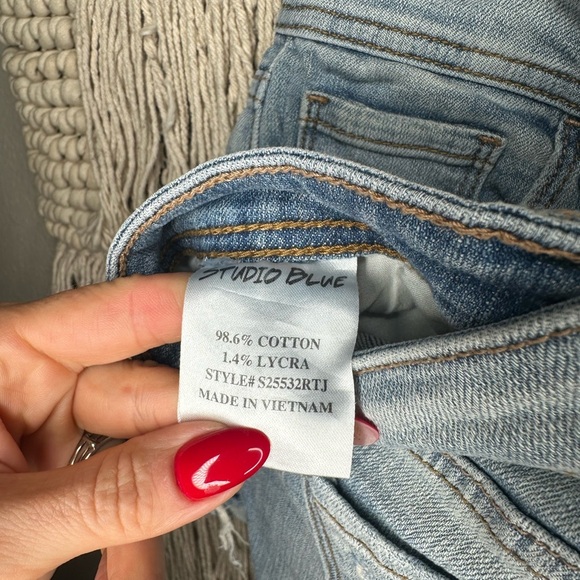 STUDIO BLUE
98.6% COTTON
1.4% LYCRA
STYLE# S25532RTJ
MADE IN VIETNAM